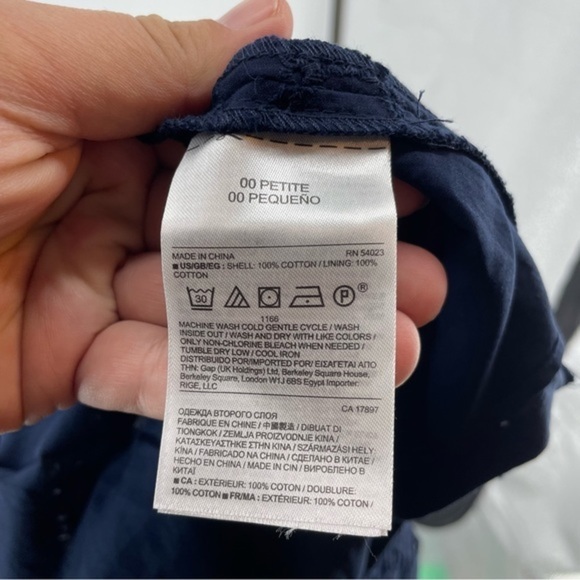 00 PETITE
00 PEQUEÑO
MADE IN CHINA RN 54023
■ US/GB/EG : SHELL: 100% COTTON / LINING: 100%
COTTON
30 P
1166
MACHINE WASH COLD GENTLE CYCLE / WASH
INSIDE OUT / WASH AND DRY WITH LIKE COLORS /
ONLY NON-CHLORINE BLEACH WHEN NEEDED /
TUMBLE DRY LOW / COOL IRON
DISTRIBUTED POR/IMPORTED FOR/ ΕΙΣΑΓΕΤΑΙ ΑΠΟ
ΤΗΝ: Gap (UK Holdings) Ltd, Berkeley Square House,
Berkeley Square, London W1J 6BS Egypt Importer:
RIGE, LLC
CA 17897
ОДЕЖДА ВТОРОГО СЛОЯ
FABRIQUE EN CHINE / 中國製造 / DIBUAT DI
TIONGKOK / ZEMLJA PROIZVODNJE KINA /
ΚΑΤΑΣΚΕΥΑΣΘΗΚΕ ΣΤΗΝ ΚΙΝΑ / SZÁRMAZÁSI HELY:
KÍNA / FABRICADO NA CHINA / СДЕЛАНО В КИТАЕ /
HECHO EN CHINA / MADE IN CIN / ВИРОБЛЕНО В
КИТАЇ
■ CA : EXTÉRIEUR: 100% COTON / DOUBLURE:
100% COTON ■ FR/MA : EXTÉRIEUR: 100% COTON /